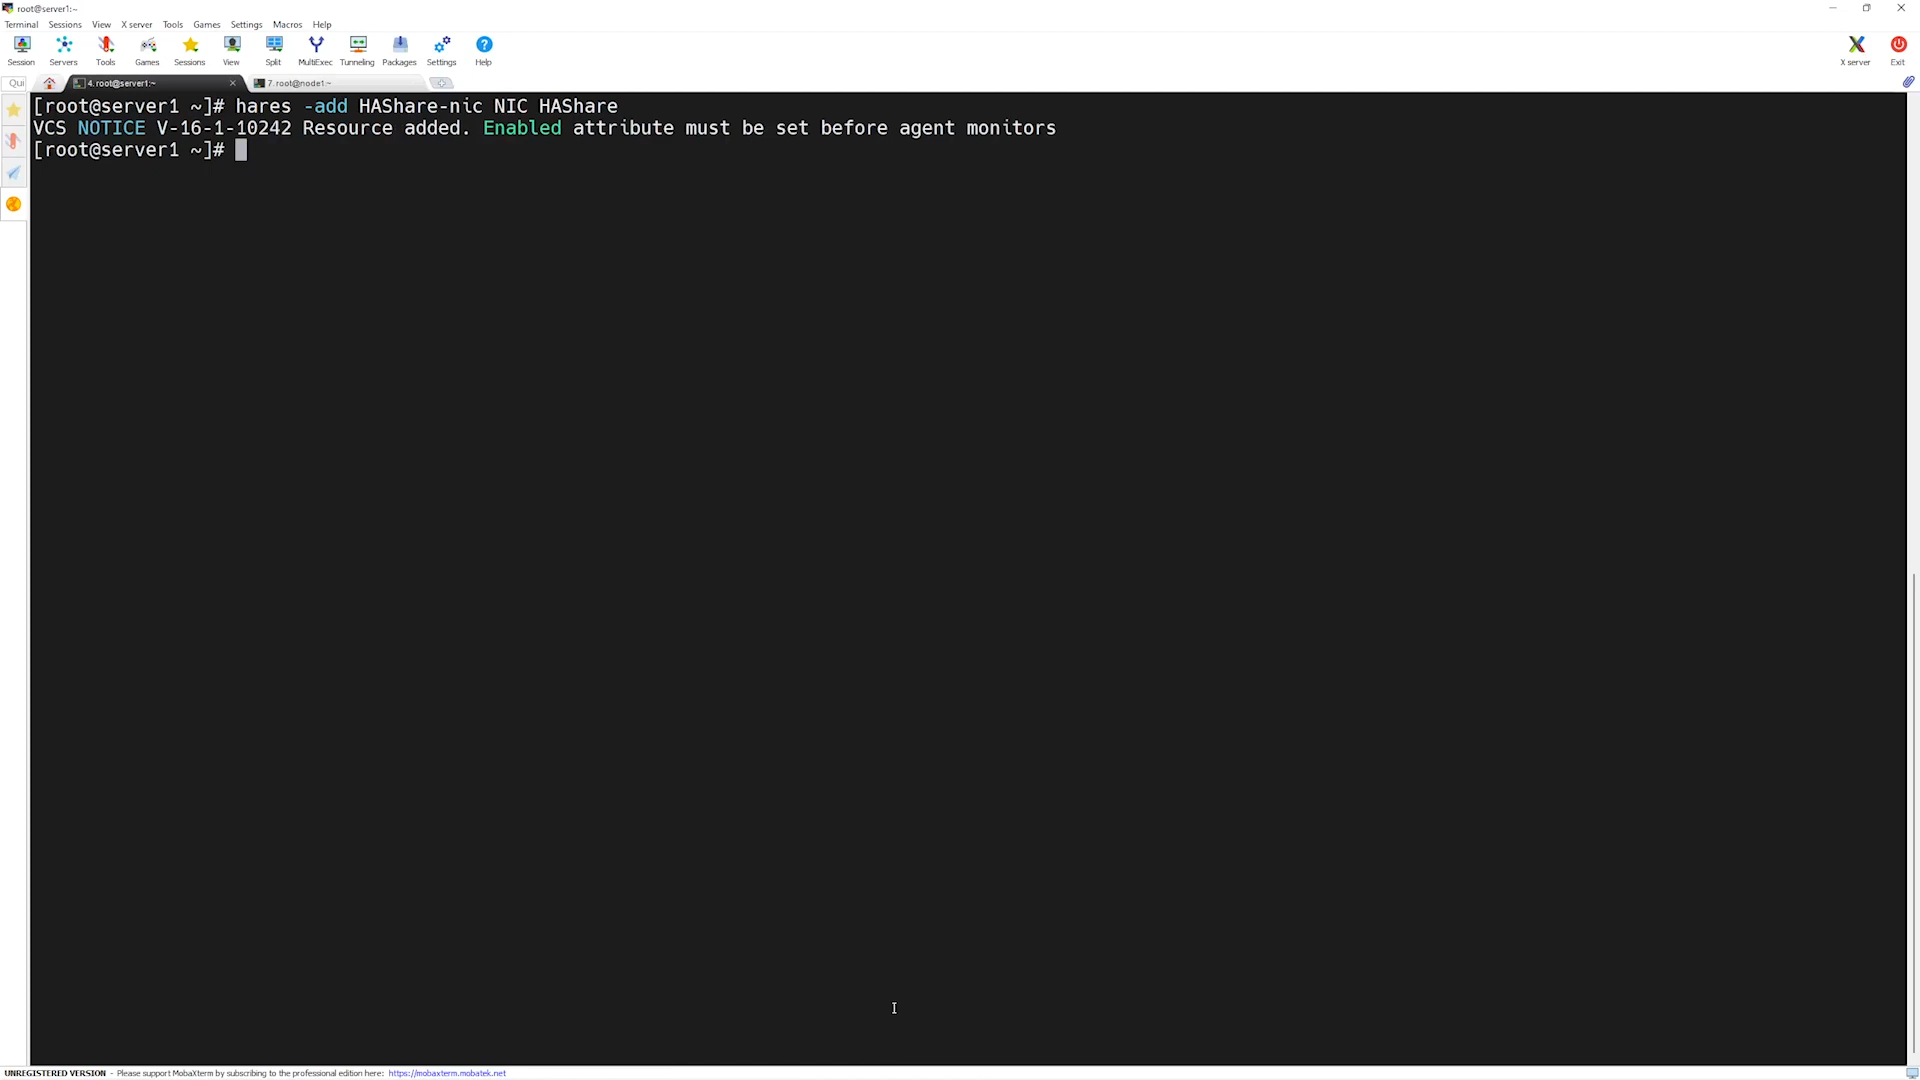 root@server1:~
Terminal Sessions View X server Tools Games Settings Macros Help
Session Servers Tools Games Sessions View Split MultiExec Tunneling Packages Settings Help X server Exit
Qui 4. root@server1:~ 7. root@node1:~
[root@server1 ~]# hares -add HAShare-nic NIC HAShare
VCS NOTICE V-16-1-10242 Resource added. Enabled attribute must be set before agent monitors
[root@server1 ~]#
UNREGISTERED VERSION - Please support MobaXterm by subscribing to the professional edition here: https://mobaxterm.mobatek.net